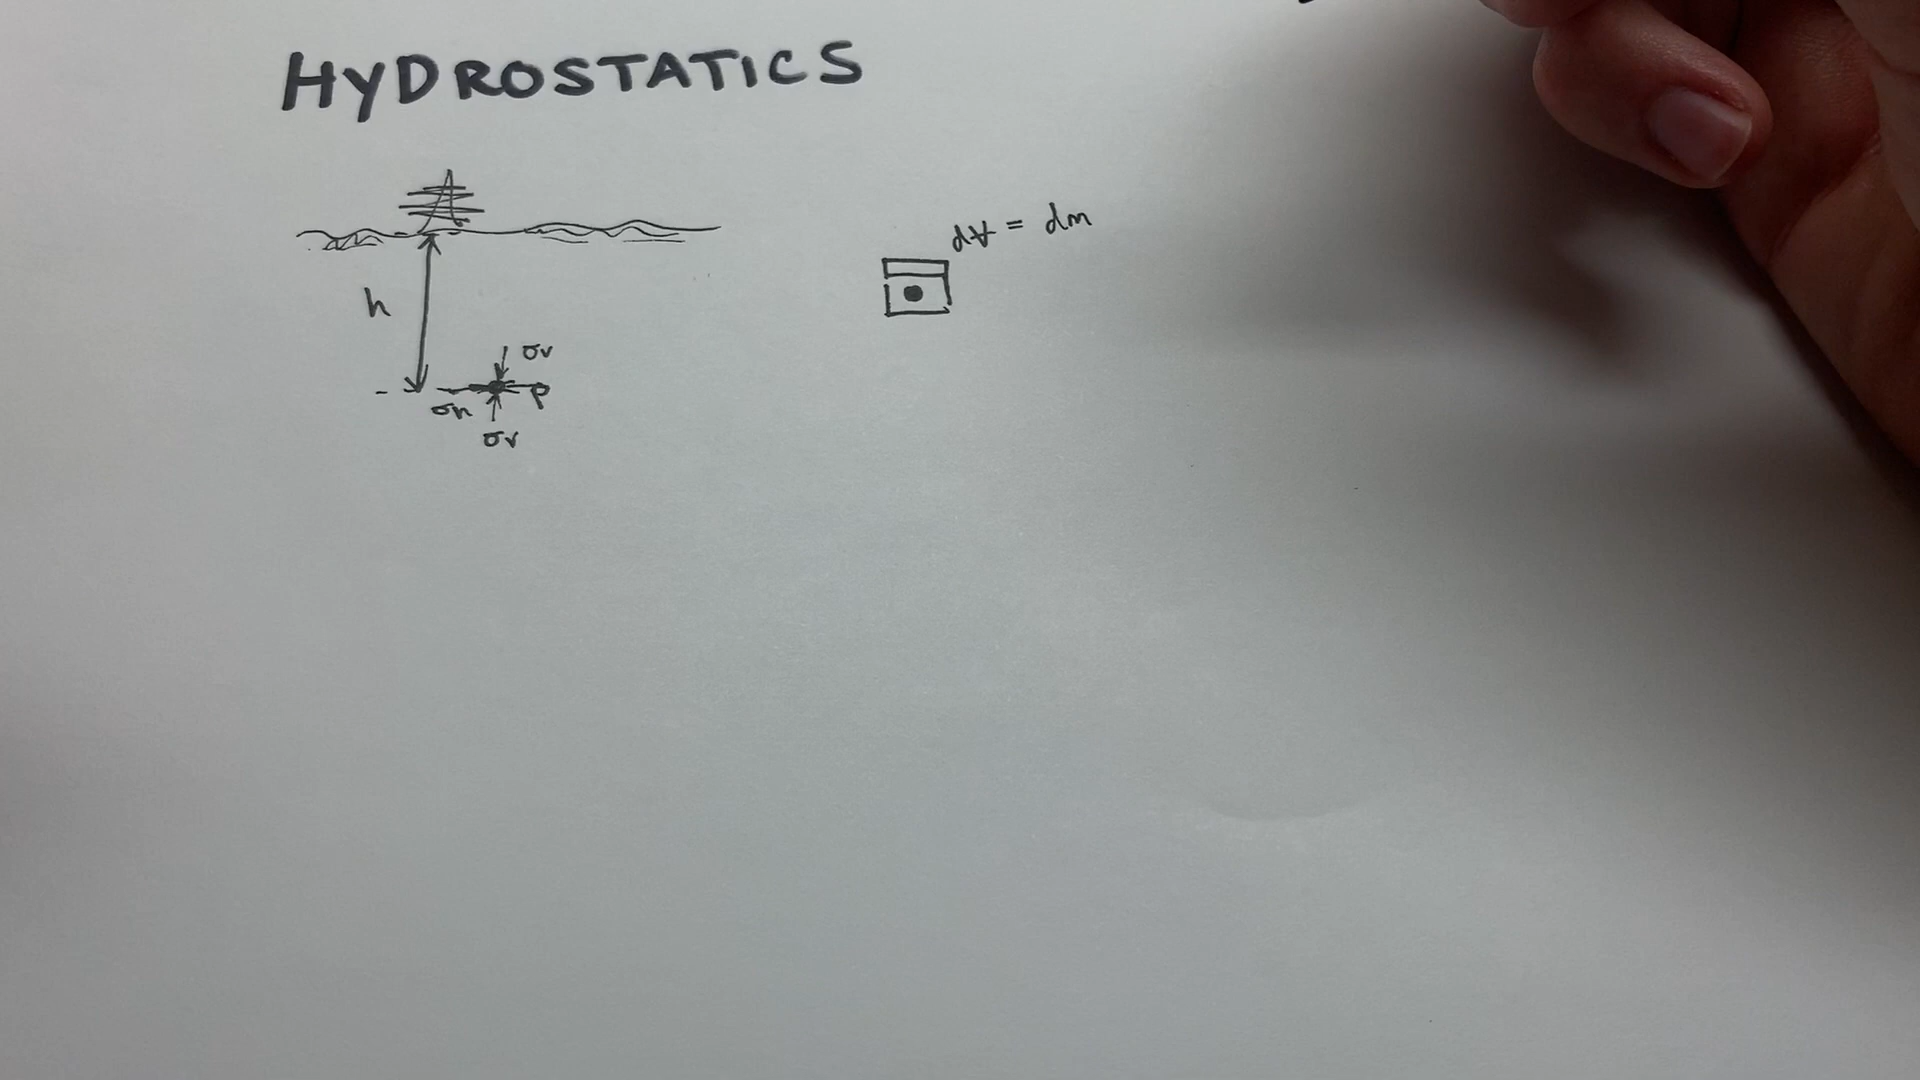 HYDROSTATICS
dV = dm
h
σv
σh
P
σv